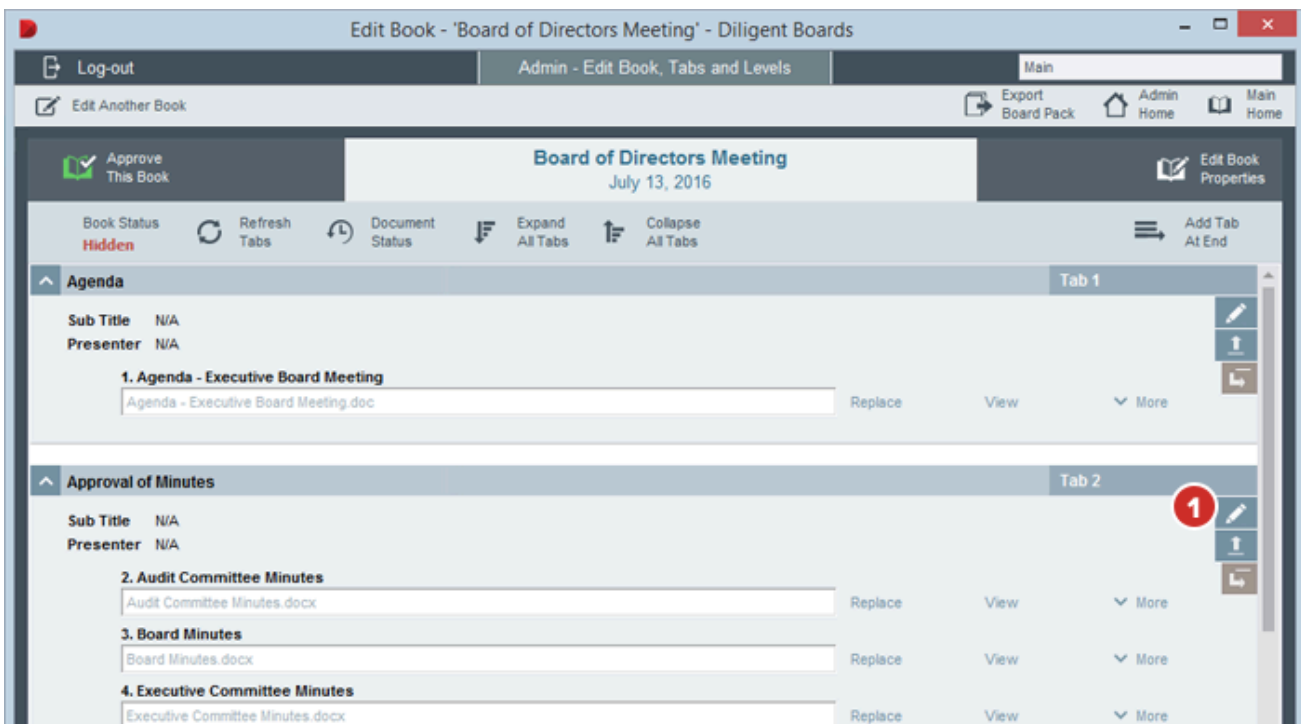 Edit Book - 'Board of Directors Meeting' - Diligent Boards
Log-out
Admin - Edit Book, Tabs and Levels
Main
Edit Another Book
Export
Board Pack
Admin
Home
Main
Home
Approve
This Book
Board of Directors Meeting
July 13, 2016
Edit Book
Properties
Book Status
Hidden
Refresh
Tabs
Document
Status
Expand
All Tabs
Collapse
All Tabs
Add Tab
At End
Agenda
Tab 1
Sub Title N/A
Presenter N/A
1. Agenda - Executive Board Meeting
Agenda - Executive Board Meeting.doc
Replace View More
Approval of Minutes
Tab 2
1
Sub Title N/A
Presenter N/A
2. Audit Committee Minutes
Audit Committee Minutes.docx
Replace View More
3. Board Minutes
Board Minutes.docx
Replace View More
4. Executive Committee Minutes
Executive Committee Minutes.docx
Replace View More